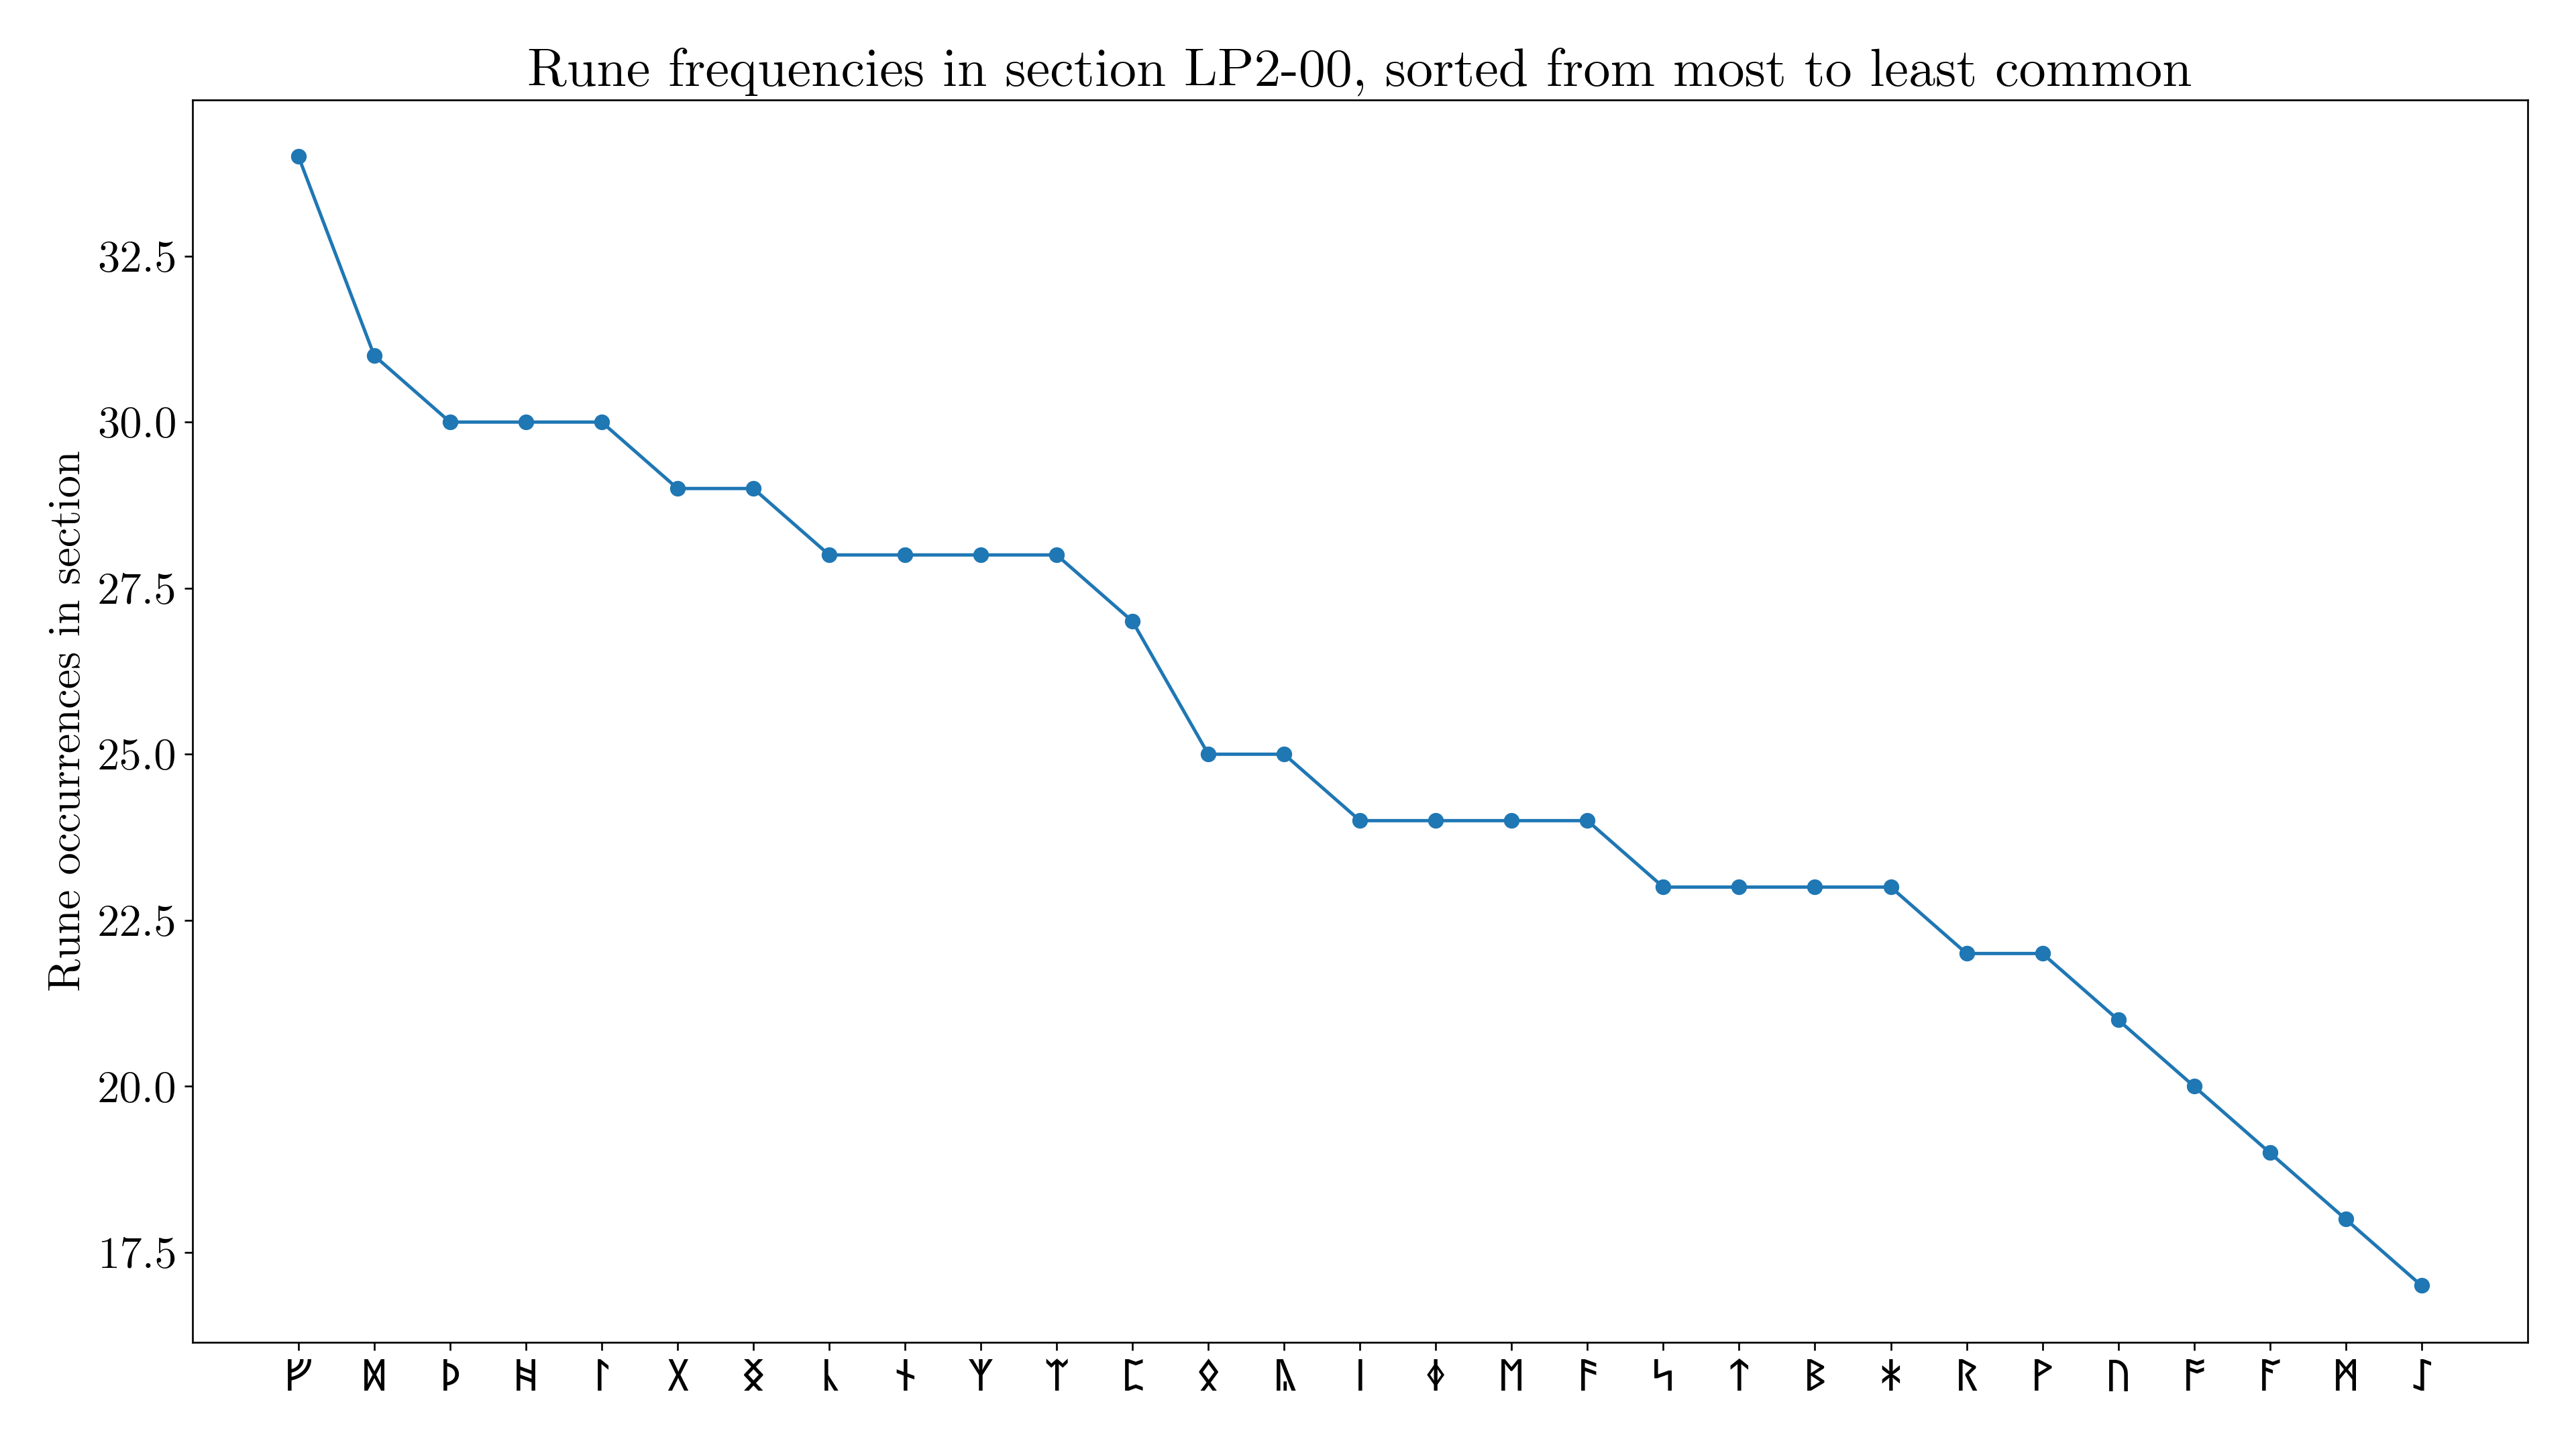 Rune frequencies in section LP2-00, sorted from most to least common
Rune occurrences in section
32.5
30.0
27.5
25.0
22.5
20.0
17.5
ᚠ ᛞ ᚦ ᚻ ᛚ ᚷ ᛝ ᚳ ᚾ ᛉ ᛠ ᛈ ᛟ ᚣ ᛁ ᛄ ᛖ ᚪ ᛋ ᛏ ᛒ ᛡ ᚱ ᚹ ᚢ ᚩ ᚫ ᛗ ᛇ